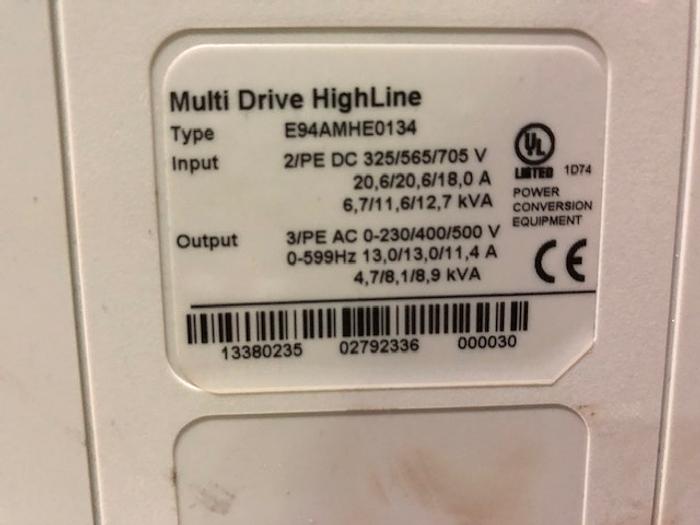 Multi Drive HighLine
Type E94AMHE0134
Input 2/PE DC 325/565/705 V
20,6/20,6/18,0 A
6,7/11,6/12,7 kVA
Output 3/PE AC 0-230/400/500 V
0-599Hz 13,0/13,0/11,4 A
4,7/8,1/8,9 kVA
UL
LISTED 1D74
POWER
CONVERSION
EQUIPMENT
CE
13380235 02792336 000030